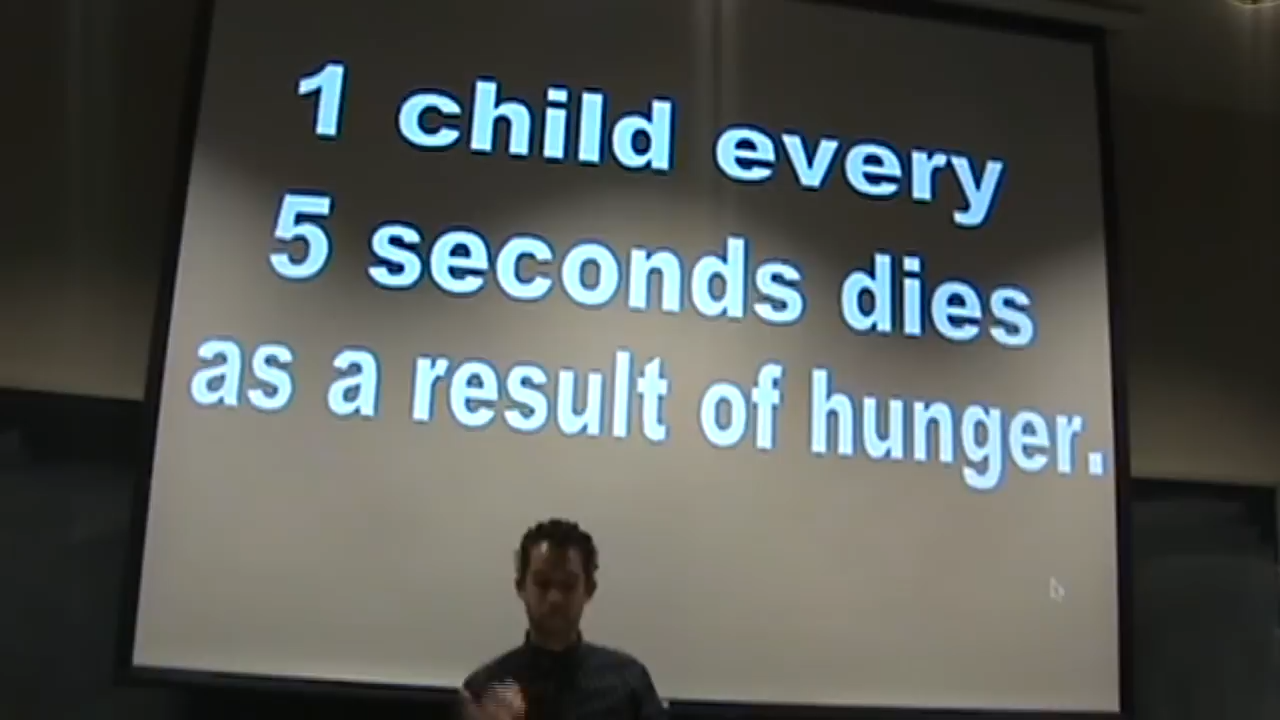 1 child every
5 seconds dies
as a result of hunger.